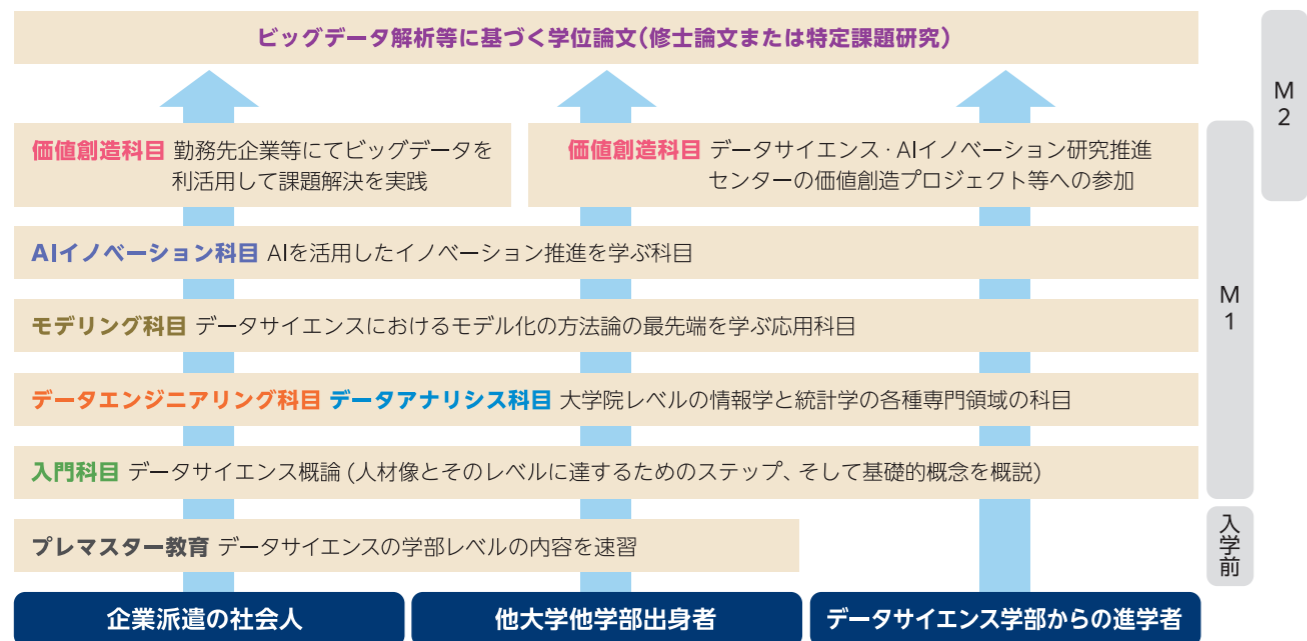 ビッグデータ解析等に基づく学位論文(修士論文または特定課題研究)
価値創造科目 勤務先企業等にてビッグデータを
利活用して課題解決を実践
価値創造科目 データサイエンス・AIイノベーション研究推進
センターの価値創造プロジェクト等への参加
AIイノベーション科目 AIを活用したイノベーション推進を学ぶ科目
モデリング科目 データサイエンスにおけるモデル化の方法論の最先端を学ぶ応用科目
データエンジニアリング科目 データアナリシス科目 大学院レベルの情報学と統計学の各種専門領域の科目
入門科目 データサイエンス概論 (人材像とそのレベルに達するためのステップ、そして基礎的概念を概説)
プレマスター教育 データサイエンスの学部レベルの内容を速習
企業派遣の社会人
他大学他学部出身者
データサイエンス学部からの進学者
M2
M1
入学前